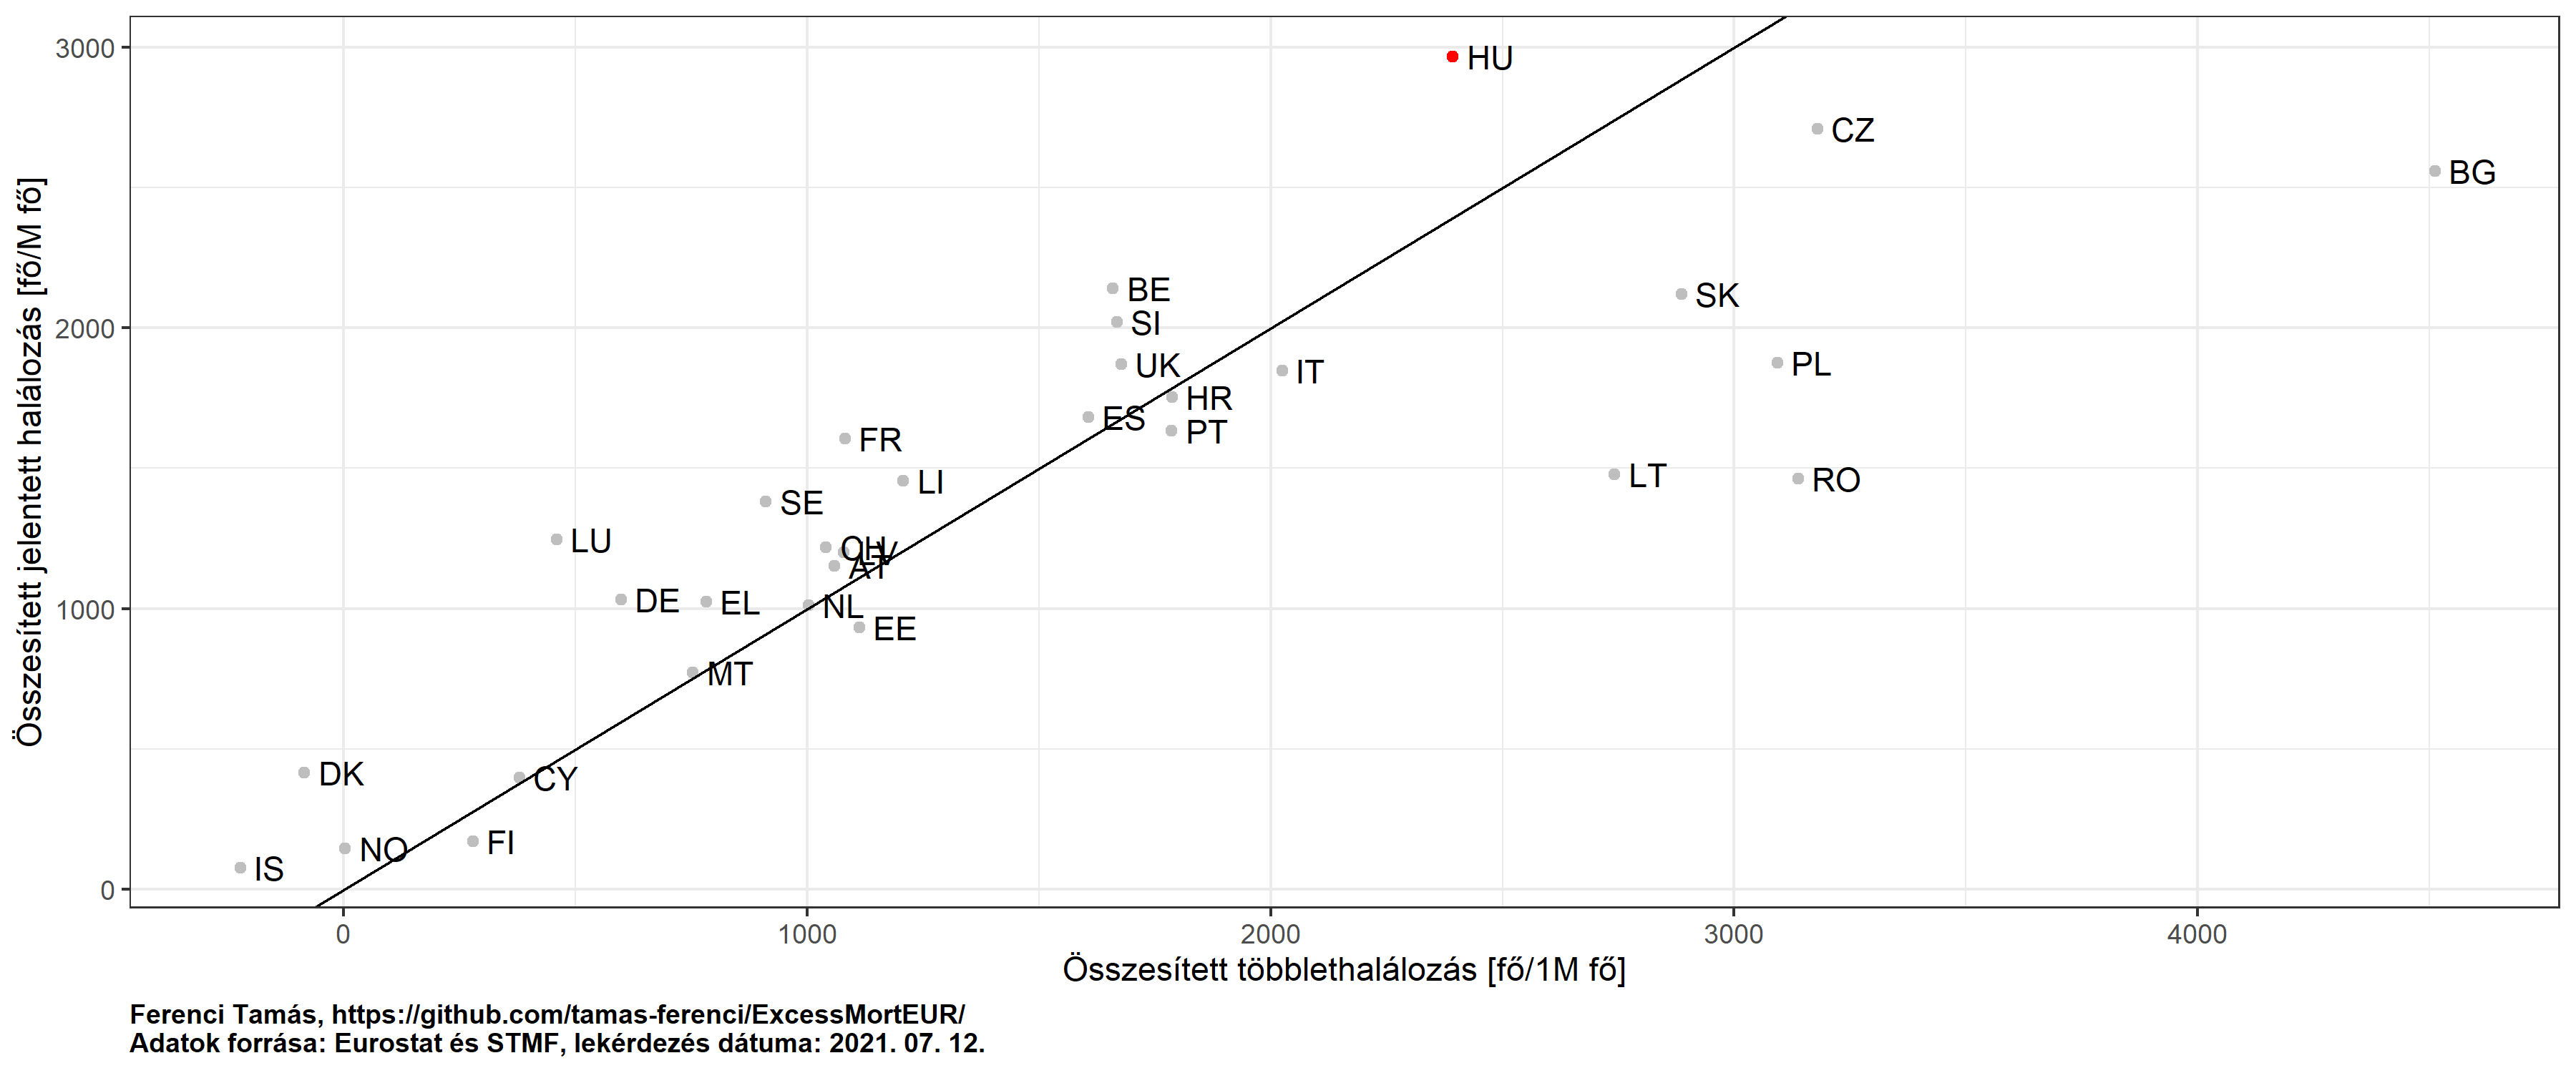 Összesített jelentett halálozás [fő/M fő]
3000
2000
1000
0
HU
CZ
BG
BE
SI
SK
UK
PL
IT
HR
ES
PT
FR
LI
LT
RO
SE
LU
CH
LV
AT
DE
EL
NL
EE
MT
DK
CY
NO
FI
IS
0 1000 2000 3000 4000
Összesített többlethalálozás [fő/1M fő]
Ferenci Tamás, https://github.com/tamas-ferenci/ExcessMortEUR/
Adatok forrása: Eurostat és STMF, lekérdezés dátuma: 2021. 07. 12.